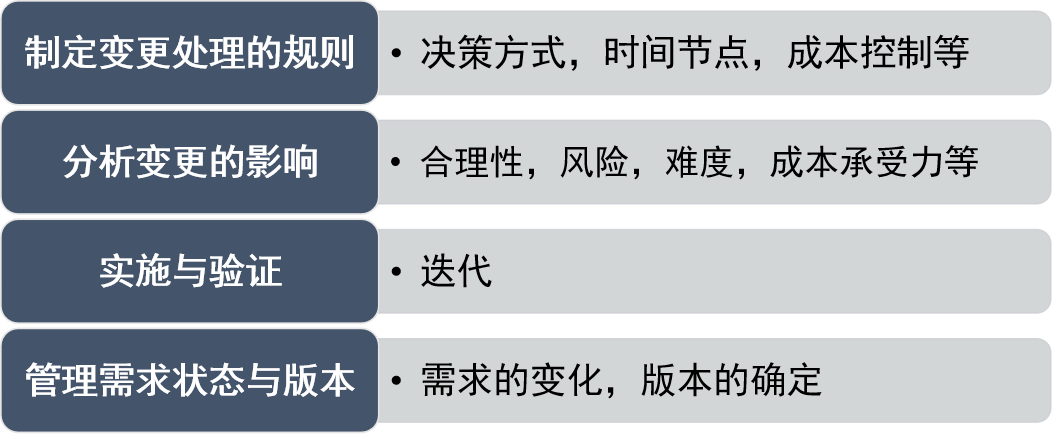 制定变更处理的规则
• 决策方式，时间节点，成本控制等
分析变更的影响
• 合理性，风险，难度，成本承受力等
实施与验证
• 迭代
管理需求状态与版本
• 需求的变化，版本的确定